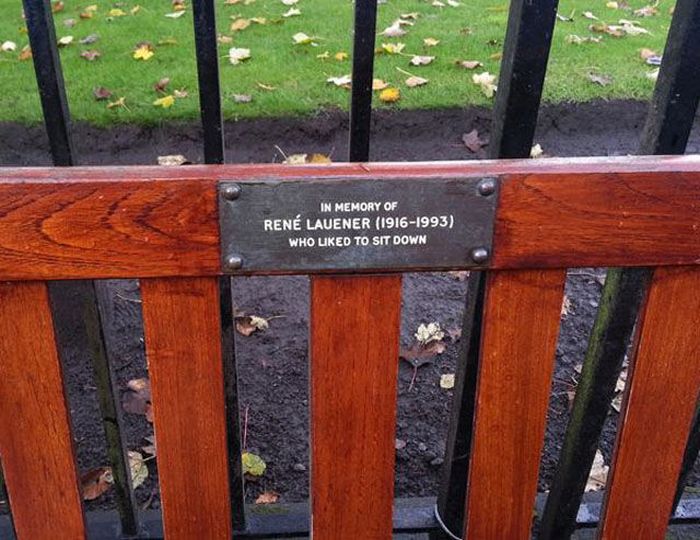 IN MEMORY OF
RENÉ LAUENER (1916-1993)
WHO LIKED TO SIT DOWN